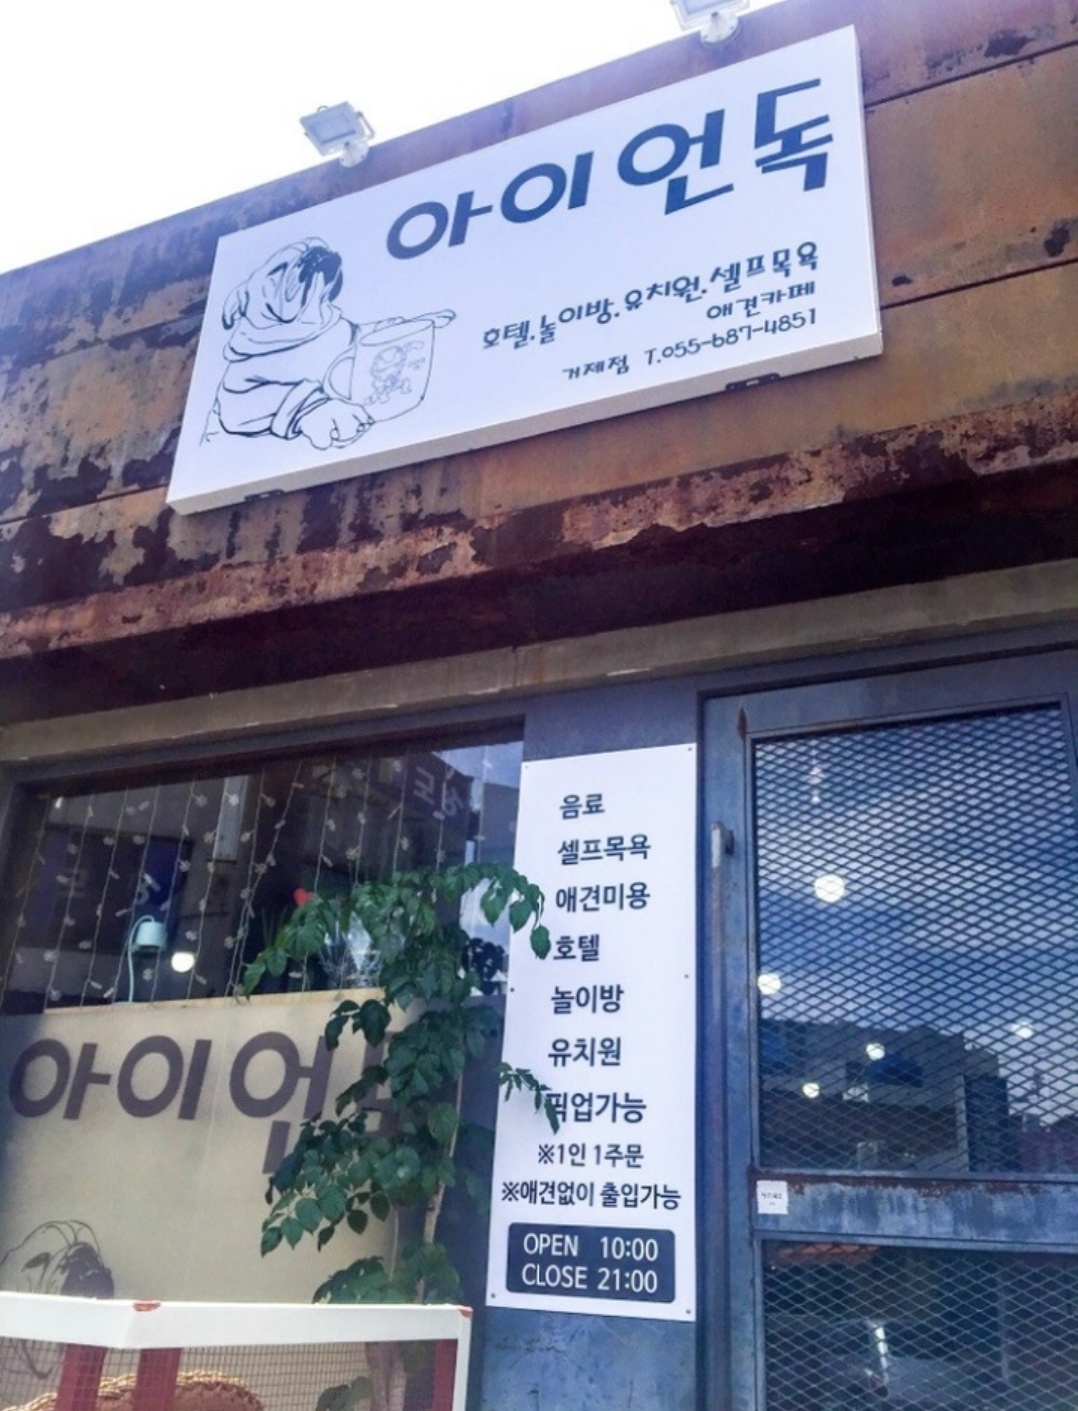 아이언독
호텔.놀이방.유치원.셀프목욕
애견카페
거제점 T.055-687-4851
음료
셀프목욕
애견미용
호텔
놀이방
유치원
픽업가능
※1인 1주문
※애견없이 출입가능
OPEN 10:00
CLOSE 21:00
아이언